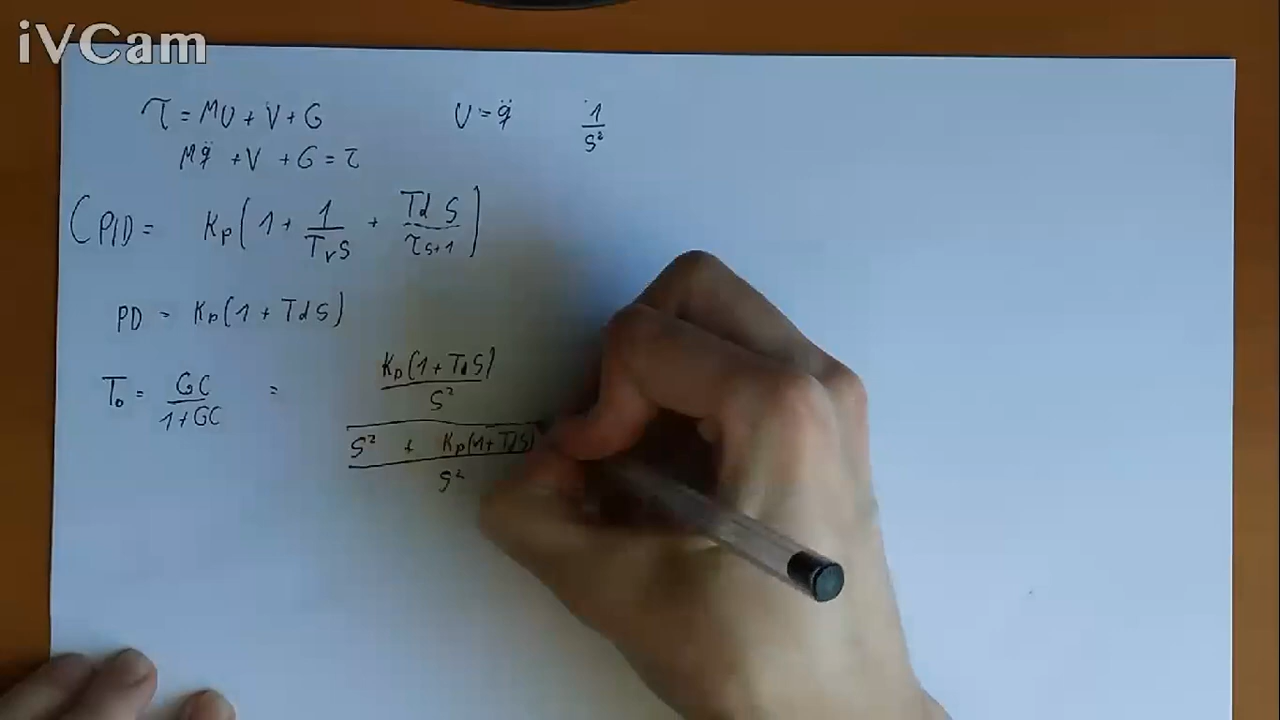 iVCam
τ = MU + V + G U = q̈ 1/s²
Mq̈ + V + G = τ
C PID = Kp(1 + 1/(Tr s) + Td s/(τs+1))
PD = Kp(1 + Td s)
To = GC/(1+GC) = (Kp(1 + Td s)/s²)/((s² + Kp(1+Td s))/s²)